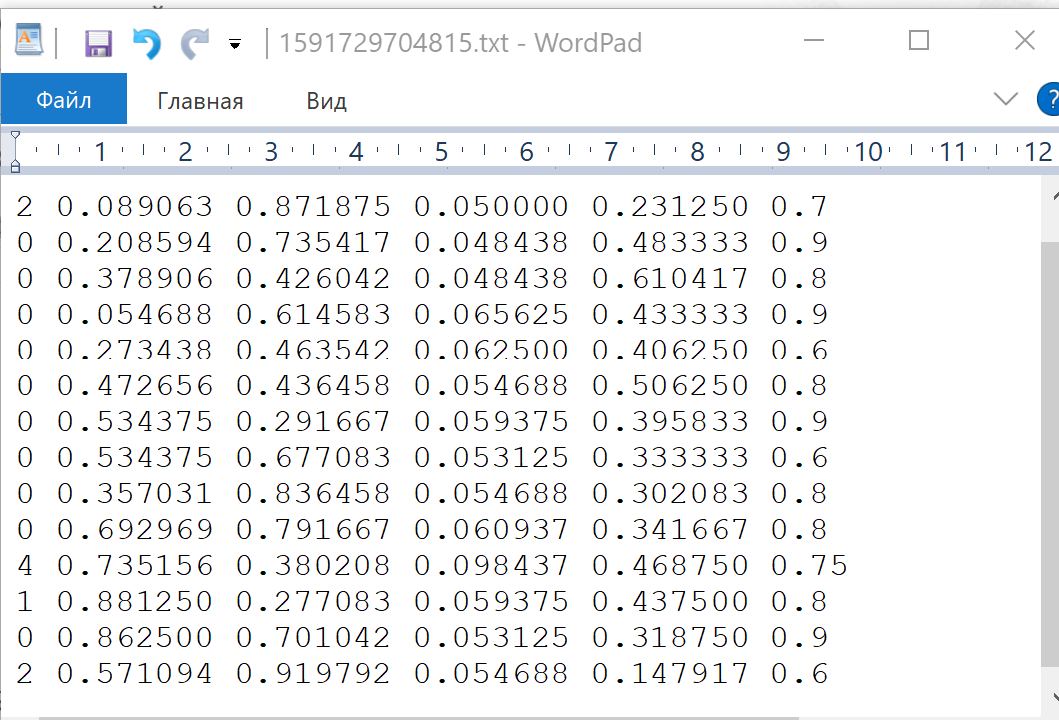 1591729704815.txt - WordPad
Файл Главная Вид ?
1 2 3 4 5 6 7 8 9 10 11 12
2 0.089063 0.871875 0.050000 0.231250 0.7
0 0.208594 0.735417 0.048438 0.483333 0.9
0 0.378906 0.426042 0.048438 0.610417 0.8
0 0.054688 0.614583 0.065625 0.433333 0.9
0 0.273438 0.463542 0.062500 0.406250 0.6
0 0.472656 0.436458 0.054688 0.506250 0.8
0 0.534375 0.291667 0.059375 0.395833 0.9
0 0.534375 0.677083 0.053125 0.333333 0.6
0 0.357031 0.836458 0.054688 0.302083 0.8
0 0.692969 0.791667 0.060937 0.341667 0.8
4 0.735156 0.380208 0.098437 0.468750 0.75
1 0.881250 0.277083 0.059375 0.437500 0.8
0 0.862500 0.701042 0.053125 0.318750 0.9
2 0.571094 0.919792 0.054688 0.147917 0.6